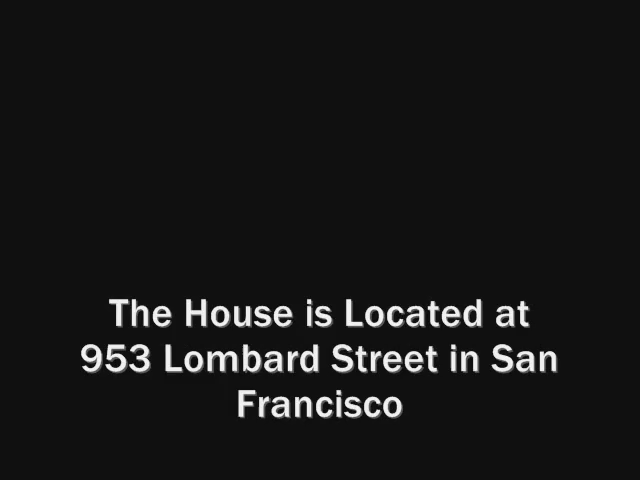 The House is Located at
953 Lombard Street in San
Francisco